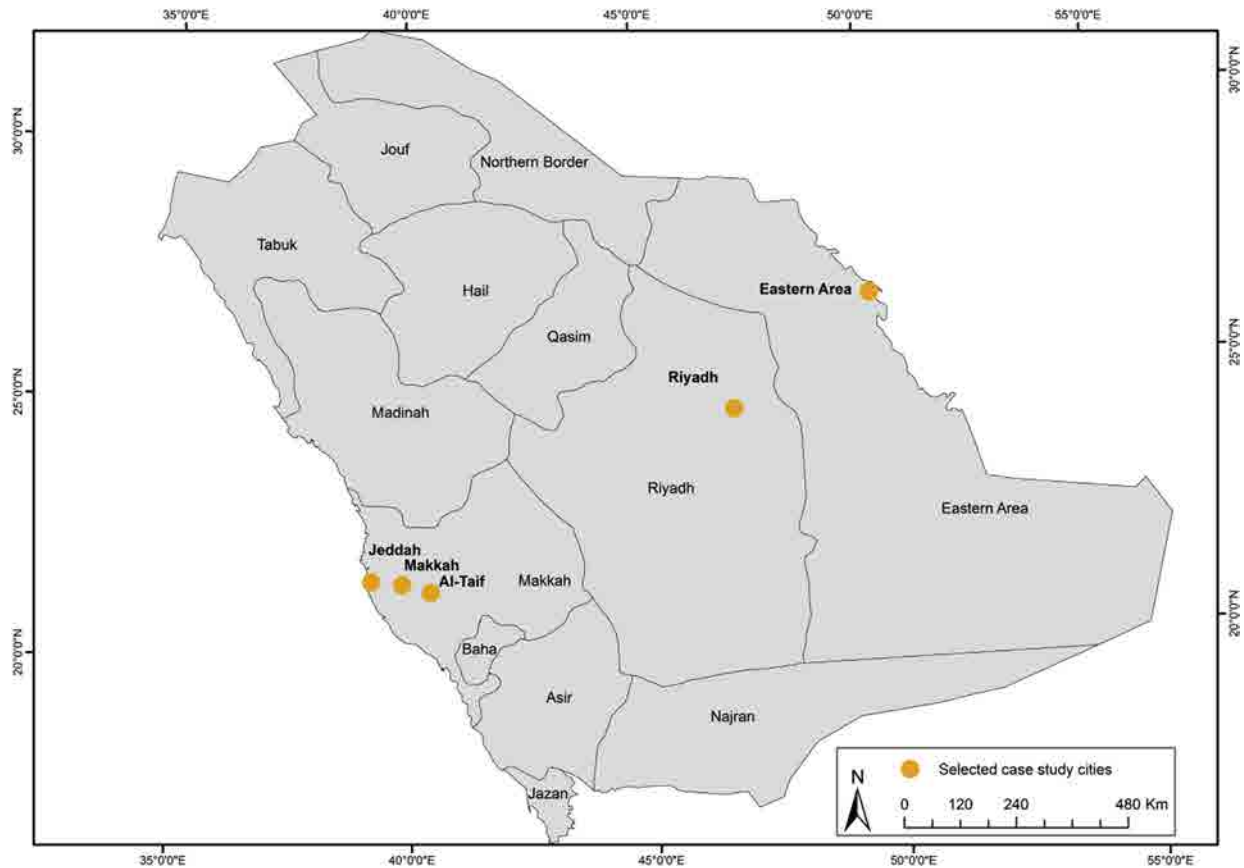 35°0'0"E 40°0'0"E 45°0'0"E 50°0'0"E 55°0'0"E
30°0'0"N
30°0'0"N
Jouf
Northern Border
Tabuk
Hail
Eastern Area
Qasim
25°0'0"N
Riyadh
25°0'0"N
Madinah
Riyadh
Eastern Area
Jeddah
Makkah
Al-Taif
Makkah
20°0'0"N
Baha
20°0'0"N
Asir
Najran
Jazan
Selected case study cities
N
0 120 240 480 Km
35°0'0"E 40°0'0"E 45°0'0"E 50°0'0"E 55°0'0"E